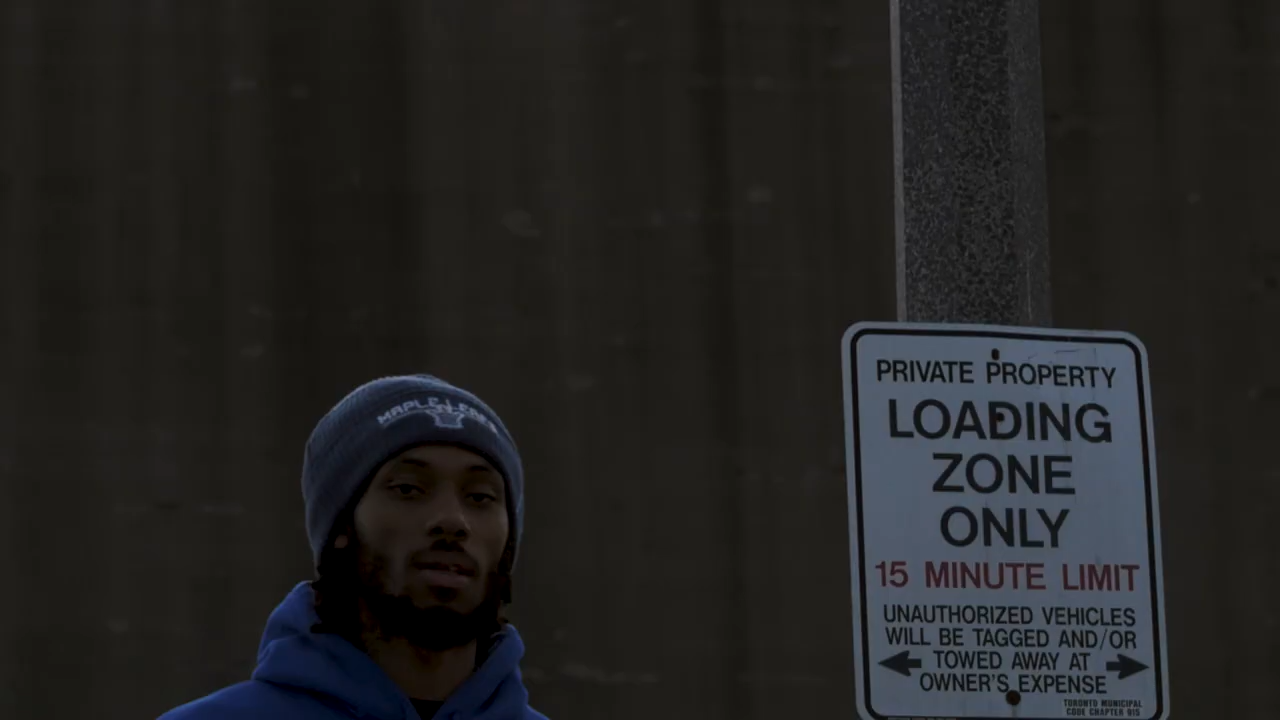 MAPLE LEAFS
PRIVATE PROPERTY
LOADING
ZONE
ONLY
15 MINUTE LIMIT
UNAUTHORIZED VEHICLES
WILL BE TAGGED AND/OR
TOWED AWAY AT
OWNER'S EXPENSE
TORONTO MUNICIPAL
CODE CHAPTER 915